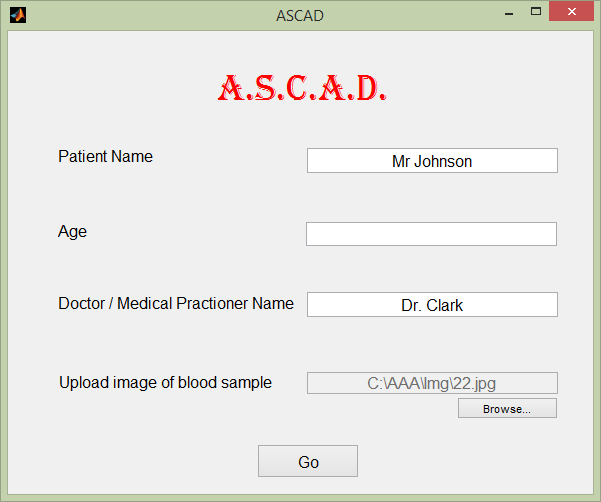 ASCAD
A.S.C.A.D.
Patient Name
Mr Johnson
Age
Doctor / Medical Practioner Name
Dr. Clark
Upload image of blood sample
C:\AAA\Img\22.jpg
Browse...
Go